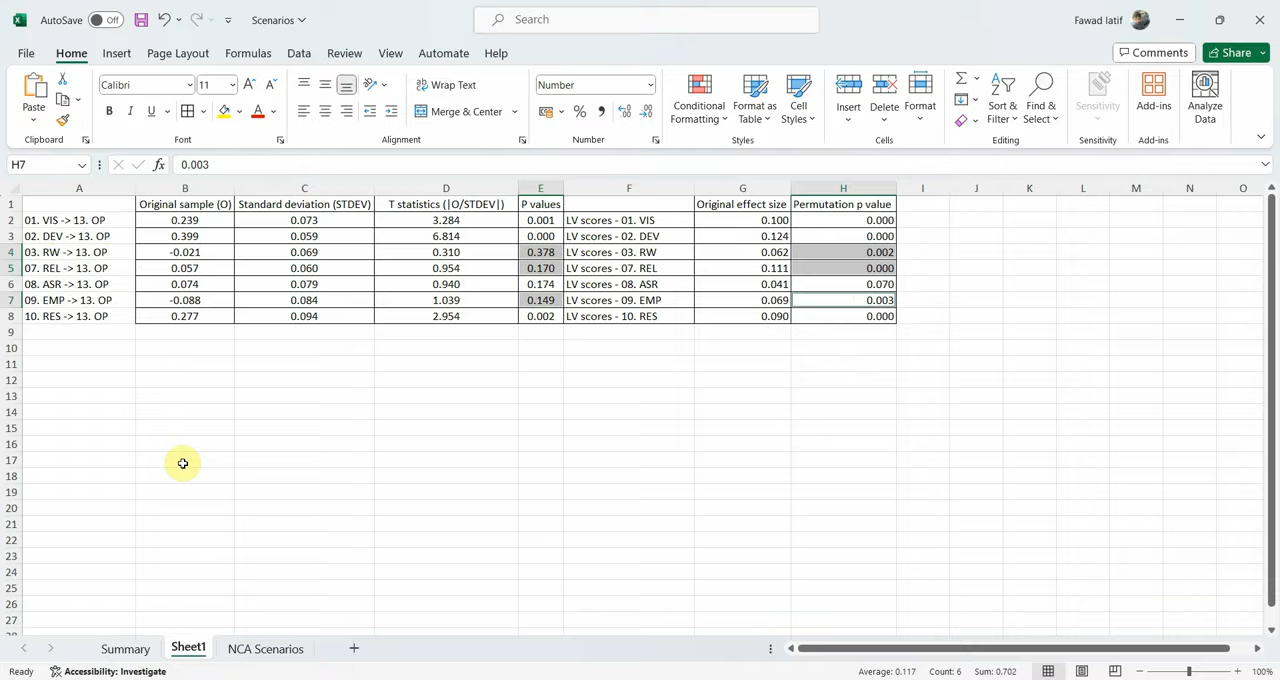 AutoSave Off Scenarios Search Fawad latif
File Home Insert Page Layout Formulas Data Review View Automate Help Comments Share
Calibri 11 Wrap Text Number
Paste B I U Merge & Center % Conditional Formatting Format as Table Cell Styles Insert Delete Format Sort & Filter Find & Select Sensitivity Add-ins Analyze Data
Clipboard Font Alignment Number Styles Cells Editing Sensitivity Add-ins
H7 fx 0.003
A B C D E F G H I J K L M N O
1 Original sample (O) Standard deviation (STDEV) T statistics (|O/STDEV|) P values Original effect size Permutation p value
2 01. VIS -> 13. OP 0.239 0.073 3.284 0.001 LV scores - 01. VIS 0.100 0.000
3 02. DEV -> 13. OP 0.399 0.059 6.814 0.000 LV scores - 02. DEV 0.124 0.000
4 03. RW -> 13. OP -0.021 0.069 0.310 0.378 LV scores - 03. RW 0.062 0.002
5 07. REL -> 13. OP 0.057 0.060 0.954 0.170 LV scores - 07. REL 0.111 0.000
6 08. ASR -> 13. OP 0.074 0.079 0.940 0.174 LV scores - 08. ASR 0.041 0.070
7 09. EMP -> 13. OP -0.088 0.084 1.039 0.149 LV scores - 09. EMP 0.069 0.003
8 10. RES -> 13. OP 0.277 0.094 2.954 0.002 LV scores - 10. RES 0.090 0.000
9
10
11
12
13
14
15
16
17
18
19
20
21
22
23
24
25
26
27
Summary Sheet1 NCA Scenarios
Ready Accessibility: Investigate Average: 0.117 Count: 6 Sum: 0.702 100%